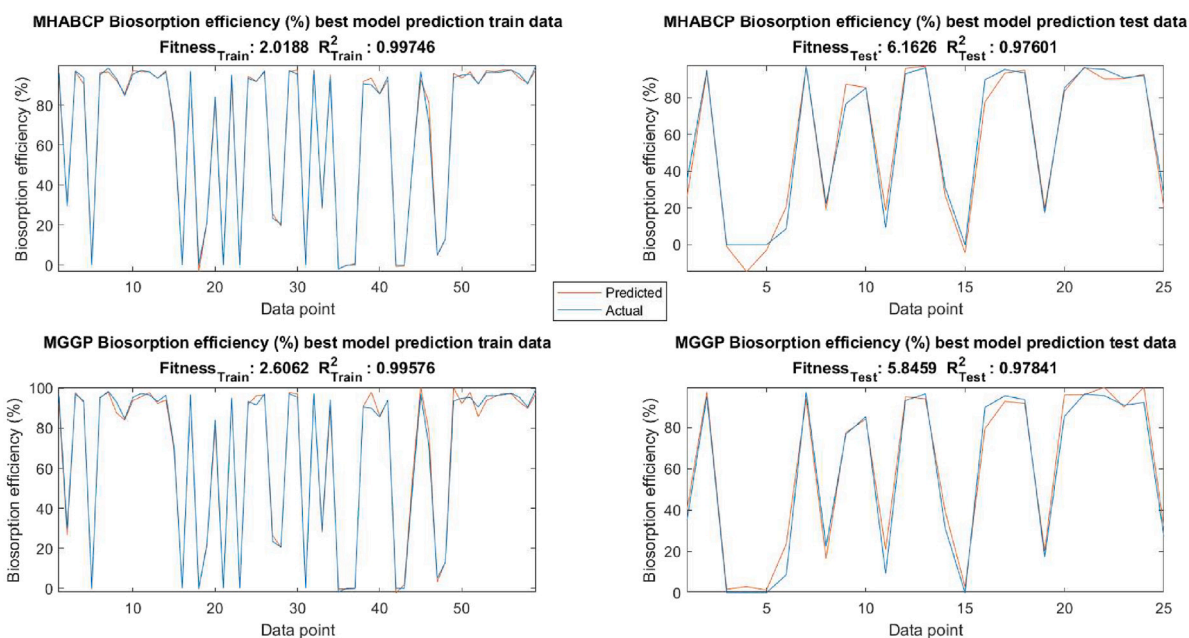 MHABCP Biosorption efficiency (%) best model prediction train data
Fitness_Train: 2.0188 R²_Train : 0.99746
Biosorption efficiency (%)
80
60
40
20
0
10 20 30 40 50
Data point
MHABCP Biosorption efficiency (%) best model prediction test data
Fitness_Test: 6.1626 R²_Test : 0.97601
Biosorption efficiency (%)
80
60
40
20
0
5 10 15 20 25
Data point
Predicted
Actual
MGGP Biosorption efficiency (%) best model prediction train data
Fitness_Train: 2.6062 R²_Train : 0.99576
Biosorption efficiency (%)
100
80
60
40
20
0
10 20 30 40 50
Data point
MGGP Biosorption efficiency (%) best model prediction test data
Fitness_Test: 5.8459 R²_Test : 0.97841
Biosorption efficiency (%)
80
60
40
20
0
5 10 15 20 25
Data point